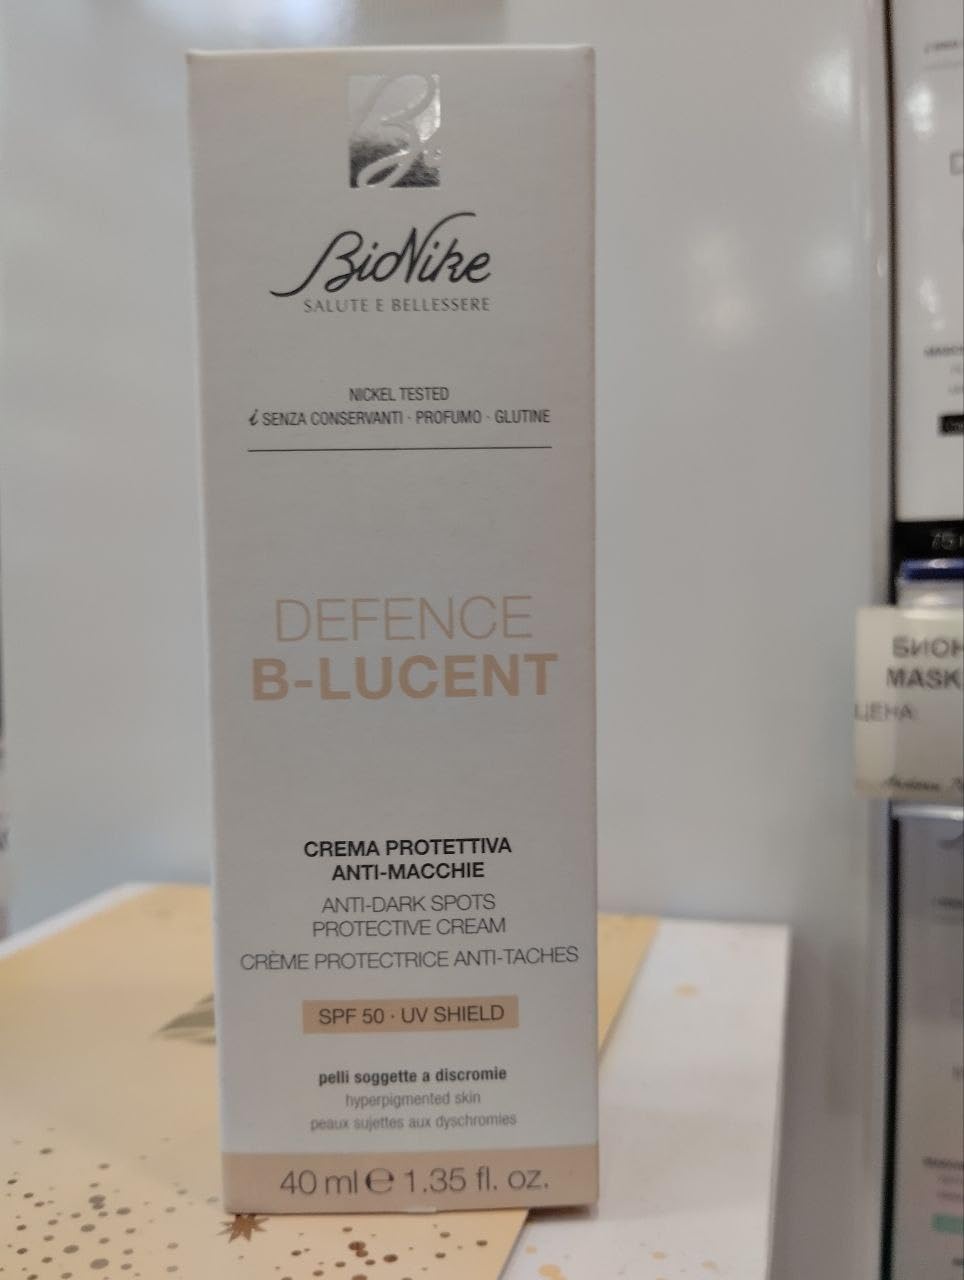 BioNike
SALUTE E BELLESSERE
NICKEL TESTED
i SENZA CONSERVANTI · PROFUMO · GLUTINE
DEFENCE
B-LUCENT
CREMA PROTETTIVA
ANTI-MACCHIE
ANTI-DARK SPOTS
PROTECTIVE CREAM
CRÈME PROTECTRICE ANTI-TACHES
SPF 50 · UV SHIELD
pelli soggette a discromie
hyperpigmented skin
peaux sujettes aux dyschromies
40 ml ℮ 1.35 fl. oz.
75
БИОН
MASK
ЦЕНА: